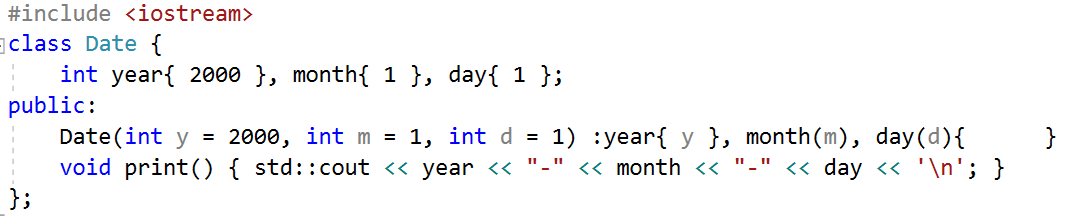 #include <iostream>
class Date {
    int year{ 2000 }, month{ 1 }, day{ 1 };
public:
    Date(int y = 2000, int m = 1, int d = 1) :year{ y }, month(m), day(d){      }
    void print() { std::cout << year << "-" << month << "-" << day << '\n'; }
};